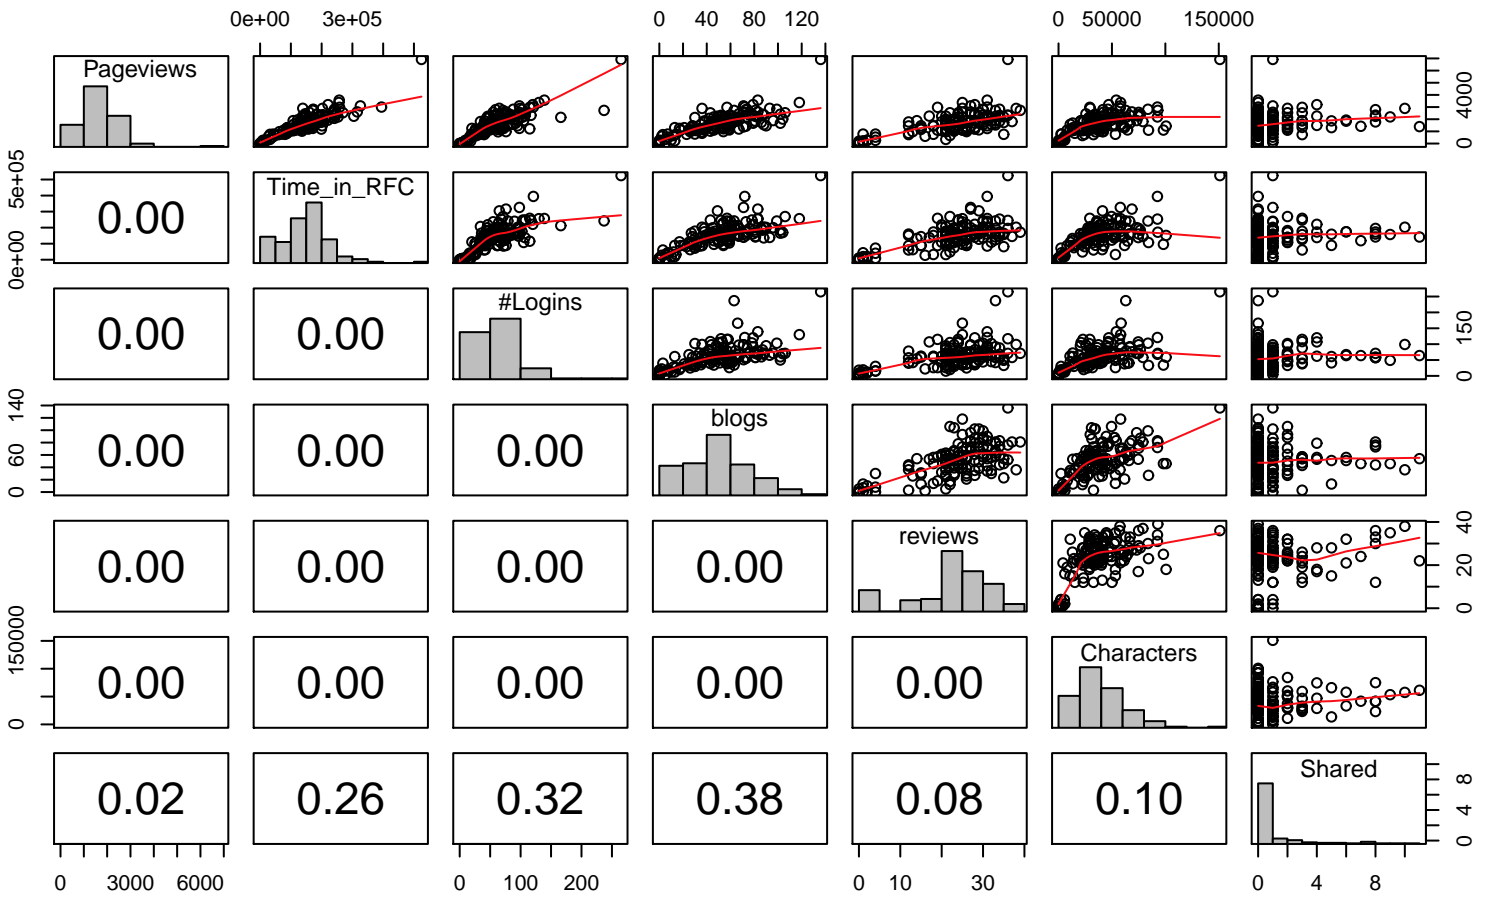 0e+00 3e+05 0 40 80 120 0 50000 150000
Pageviews
0 4000
0e+00 5e+05
0.00 Time_in_RFC
0.00 0.00 #Logins
0 150
0 60 140
0.00 0.00 0.00 blogs
0.00 0.00 0.00 0.00 reviews
0 20 40
0 150000
0.00 0.00 0.00 0.00 0.00 Characters
0.02 0.26 0.32 0.38 0.08 0.10 Shared
0 4 8
0 3000 6000 0 100 200 0 10 30 0 4 8